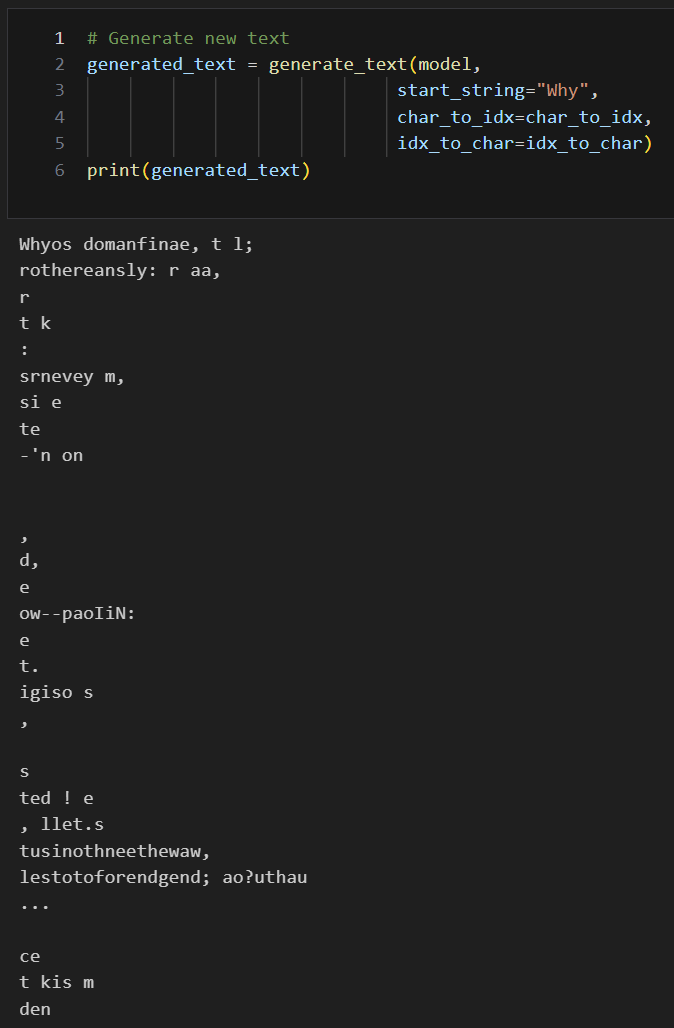 1 # Generate new text
2 generated_text = generate_text(model,
3 start_string="Why",
4 char_to_idx=char_to_idx,
5 idx_to_char=idx_to_char)
6 print(generated_text)
Whyos domanfinae, t l;
rothereansly: r aa,
r
t k
:
srnevey m,
si e
te
-'n on
,
d,
e
ow--paoIiN:
e
t.
igiso s
,
s
ted ! e
, llet.s
tusinothneethewaw,
lestotoforendgend; ao?uthau
...
ce
t kis m
den